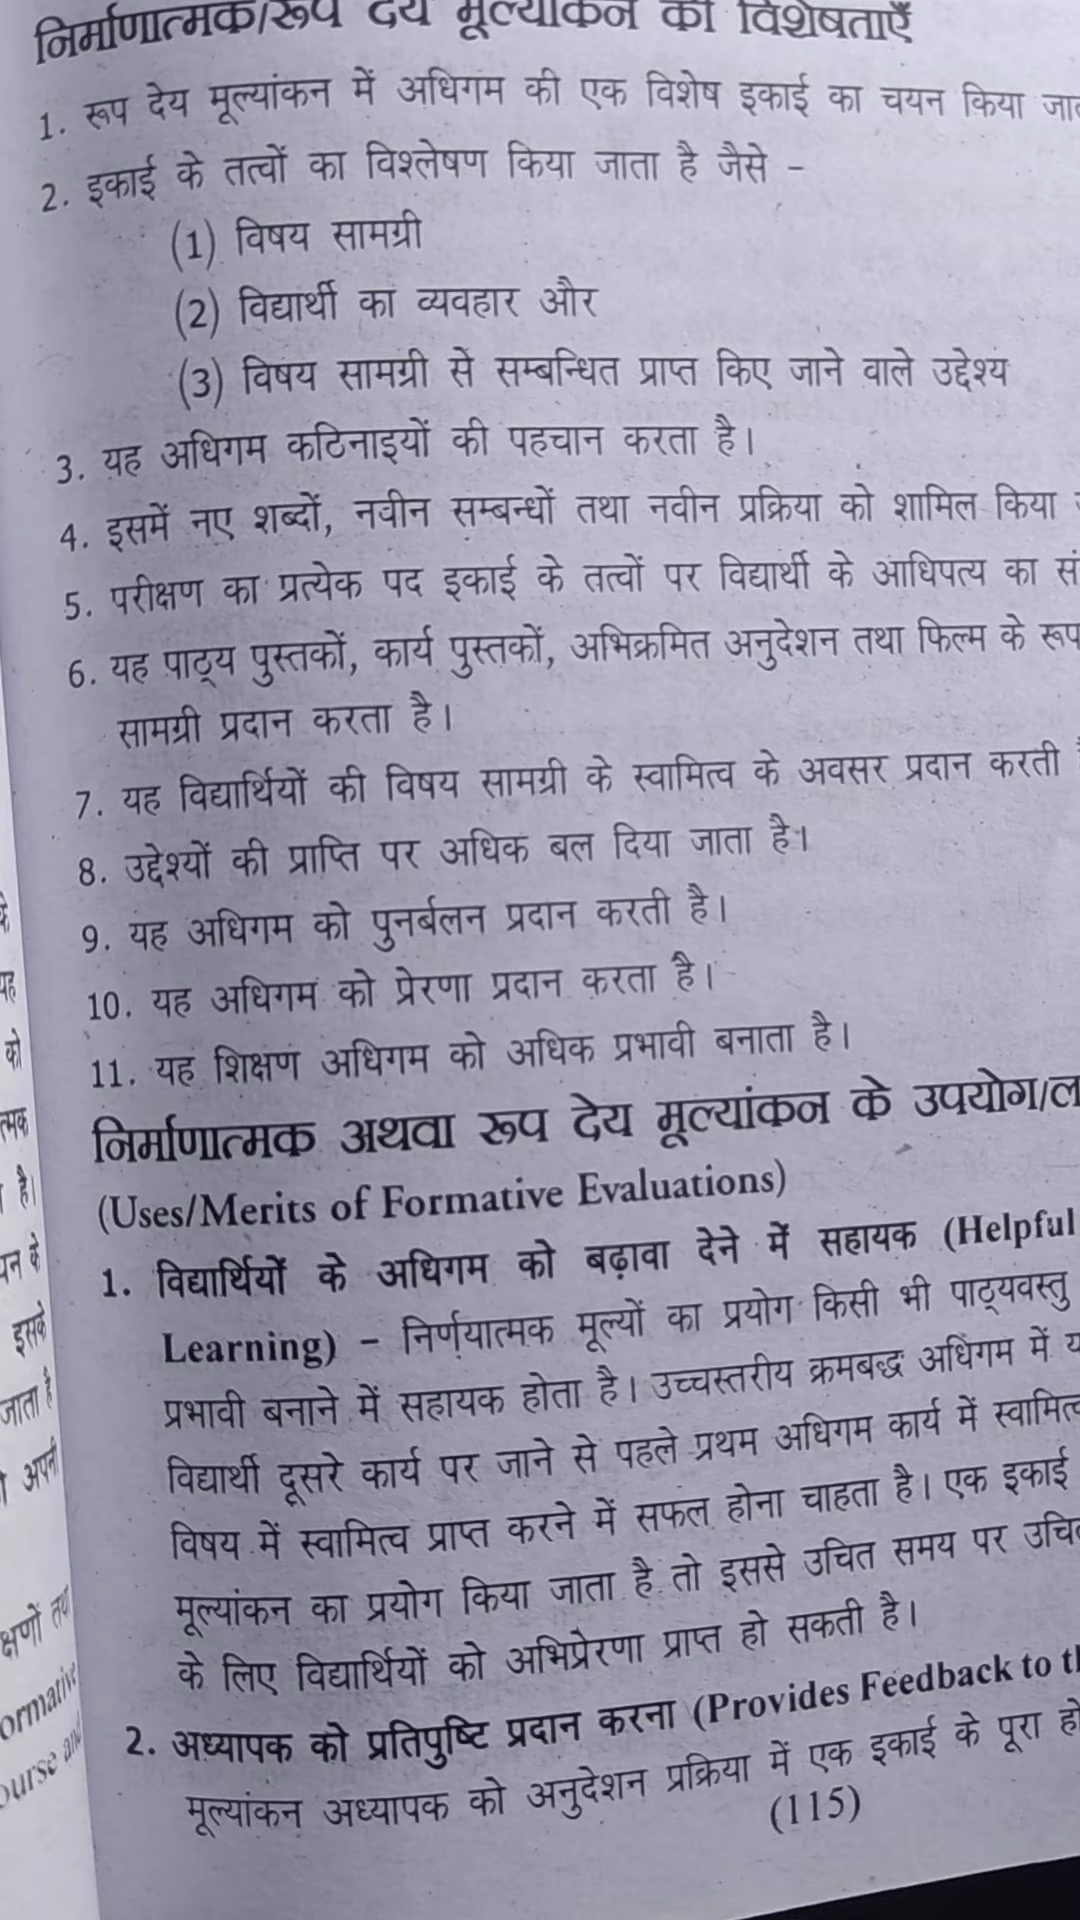 निर्माणात्मक/रूप देय मूल्यांकन की विशेषताएँ
1. रूप देय मूल्यांकन में अधिगम की एक विशेष इकाई का चयन किया
2. इकाई के तत्वों का विश्लेषण किया जाता है जैसे –
(1) विषय सामग्री
(2) विद्यार्थी का व्यवहार और
(3) विषय सामग्री से सम्बन्धित प्राप्त किए जाने वाले उद्देश्य
3. यह अधिगम कठिनाइयों की पहचान करता है।
4. इसमें नए शब्दों, नवीन सम्बन्धों तथा नवीन प्रक्रिया को शामिल किया
5. परीक्षण का प्रत्येक पद इकाई के तत्वों पर विद्यार्थी के आधिपत्य का
6. यह पाठ्य पुस्तकों, कार्य पुस्तकों, अभिक्रमित अनुदेशन तथा फिल्म के रूप
सामग्री प्रदान करता है।
7. यह विद्यार्थियों की विषय सामग्री के स्वामित्व के अवसर प्रदान करती
8. उद्देश्यों की प्राप्ति पर अधिक बल दिया जाता है।
9. यह अधिगम को पुनर्बलन प्रदान करती है।
10. यह अधिगम को प्रेरणा प्रदान करता है।
11. यह शिक्षण अधिगम को अधिक प्रभावी बनाता है।
निर्माणात्मक अथवा रूप देय मूल्यांकन के उपयोग/
(Uses/Merits of Formative Evaluations)
1. विद्यार्थियों के अधिगम को बढ़ावा देने में सहायक (Helpful
Learning) – निर्णयात्मक मूल्यों का प्रयोग किसी भी पाठ्यवस्तु
प्रभावी बनाने में सहायक होता है। उच्चस्तरीय क्रमबद्ध अधिगम में
विद्यार्थी दूसरे कार्य पर जाने से पहले प्रथम अधिगम कार्य में स्वामित्व
विषय में स्वामित्व प्राप्त करने में सफल होना चाहता है। एक इकाई
मूल्यांकन का प्रयोग किया जाता है तो इससे उचित समय पर
के लिए विद्यार्थियों को अभिप्रेरणा प्राप्त हो सकती है।
2. अध्यापक को प्रतिपुष्टि प्रदान करना (Provides Feedback to
मूल्यांकन अध्यापक को अनुदेशन प्रक्रिया में एक इकाई के पूरा
(115)
यह
को
है।
इसके
जाता है
अपनी